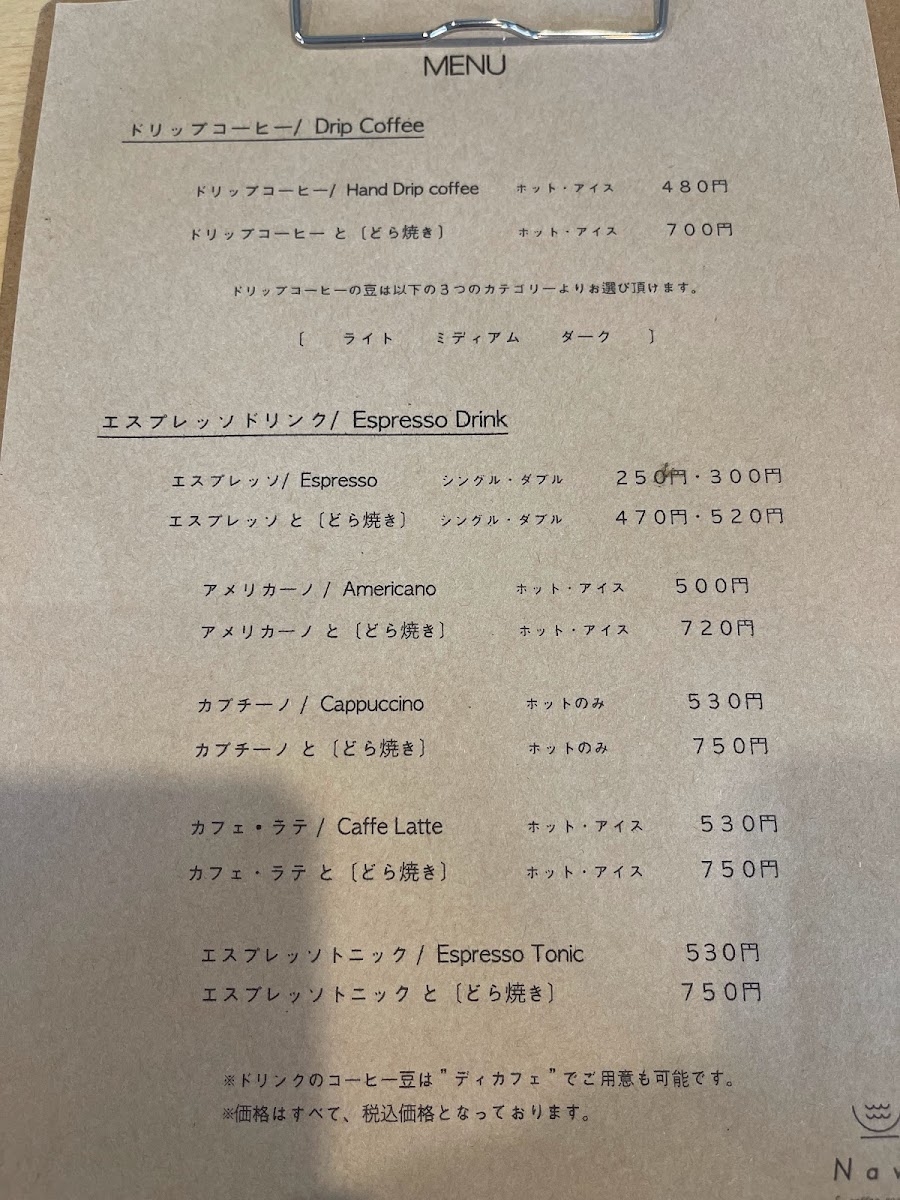 MENU
ドリップコーヒー/ Drip Coffee
ドリップコーヒー/ Hand Drip coffee ホット・アイス 480円
ドリップコーヒー と〔どら焼き〕 ホット・アイス 700円
ドリップコーヒーの豆は以下の3つのカテゴリーよりお選び頂けます。
〔 ライト ミディアム ダーク 〕
エスプレッソドリンク/ Espresso Drink
エスプレッソ/ Espresso シングル・ダブル 250円・300円
エスプレッソ と〔どら焼き〕 シングル・ダブル 470円・520円
アメリカーノ / Americano ホット・アイス 500円
アメリカーノ と〔どら焼き〕 ホット・アイス 720円
カプチーノ / Cappuccino ホットのみ 530円
カプチーノ と〔どら焼き〕 ホットのみ 750円
カフェ・ラテ / Caffe Latte ホット・アイス 530円
カフェ・ラテ と〔どら焼き〕 ホット・アイス 750円
エスプレッソトニック / Espresso Tonic 530円
エスプレッソトニック と〔どら焼き〕 750円
※ドリンクのコーヒー豆は”ディカフェ”でご用意も可能です。
※価格はすべて、税込価格となっております。